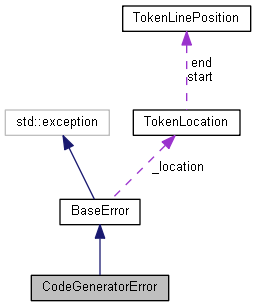 TokenLinePosition
end
start
std::exception
TokenLocation
_location
BaseError
CodeGeneratorError